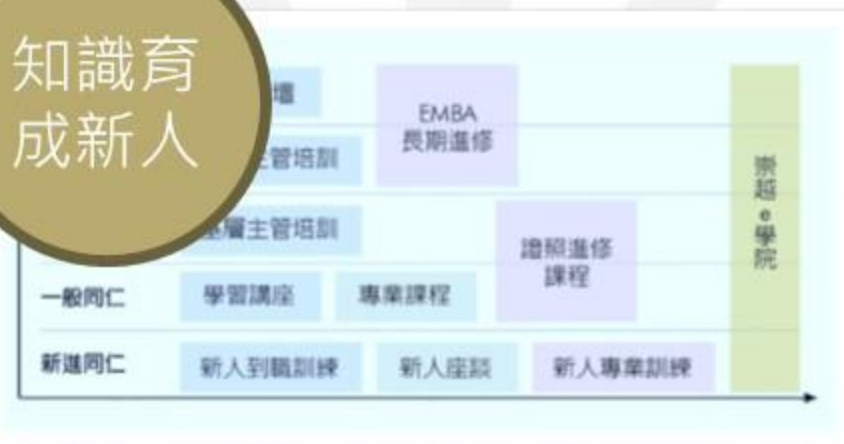 知識育
成新人
壇
EMBA
長期進修
主管培訓
基層主管培訓
證照進修
課程
崇越e學院
一般同仁
學習講座
專業課程
新進同仁
新人到職訓練
新人座談
新人專業訓練